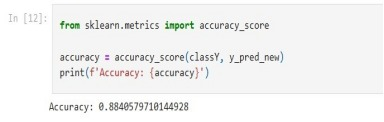 In [12]:
from sklearn.metrics import accuracy_score
accuracy = accuracy_score(classY, y_pred_new)
print(f'Accuracy: {accuracy}')
Accuracy: 0.8840579710144928